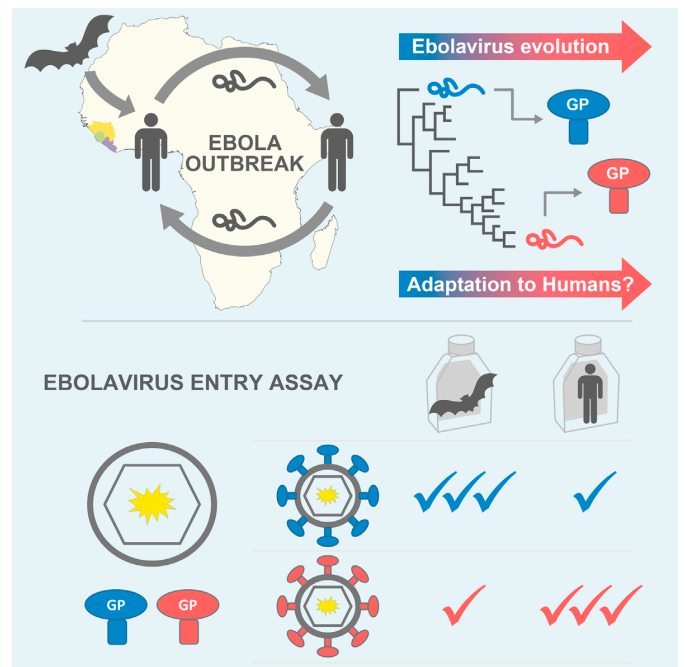 Ebolavirus evolution
EBOLA
OUTBREAK
GP
GP
Adaptation to Humans?
EBOLAVIRUS ENTRY ASSAY
GP
GP